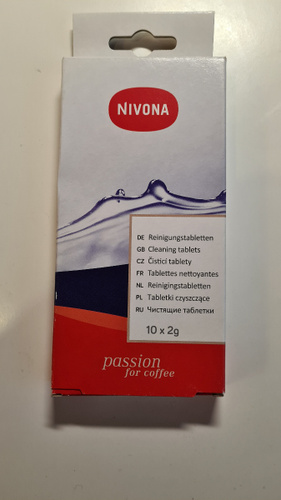 NIVONA
DE Reinigungstabletten
GB Cleaning tablets
CZ Čisticí tablety
FR Tablettes nettoyantes
NL Reinigingstabletten
PL Tabletki czyszczące
RU Чистящие таблетки
10 x 2g
passion
for coffee